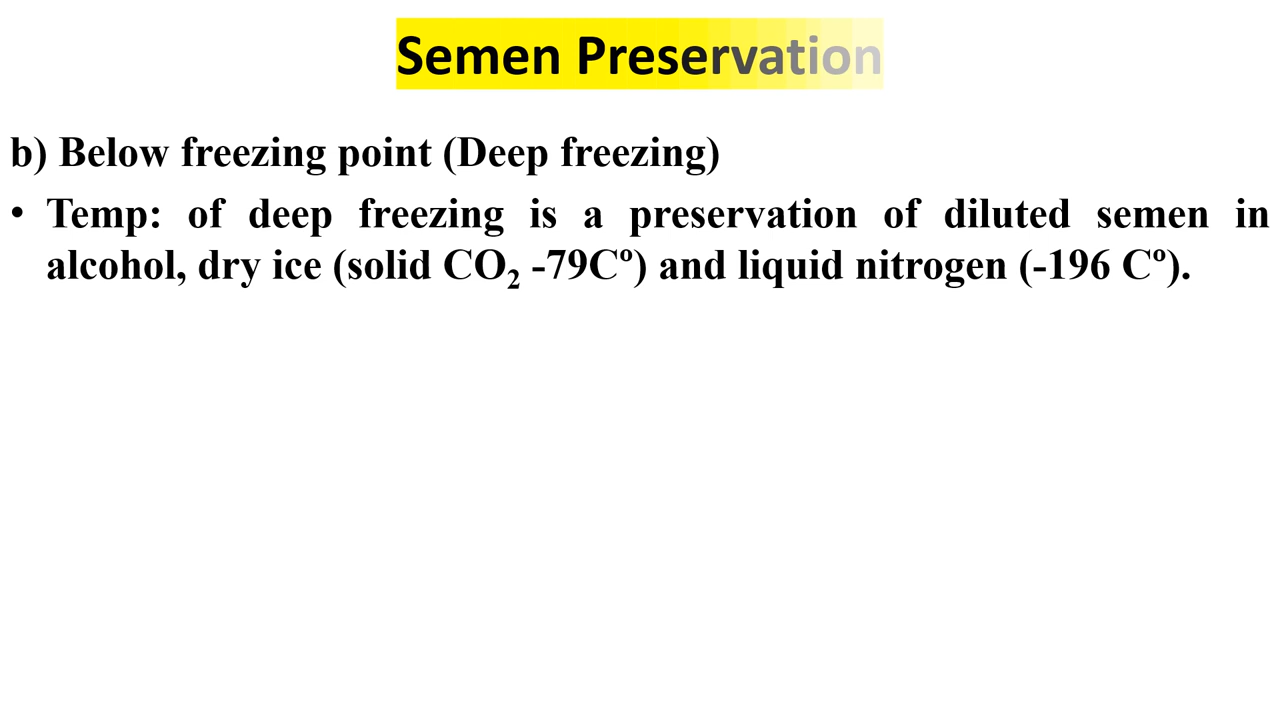 Semen Preservation
b) Below freezing point (Deep freezing)
• Temp: of deep freezing is a preservation of diluted semen in
alcohol, dry ice (solid CO₂ -79Cº) and liquid nitrogen (-196 Cº).